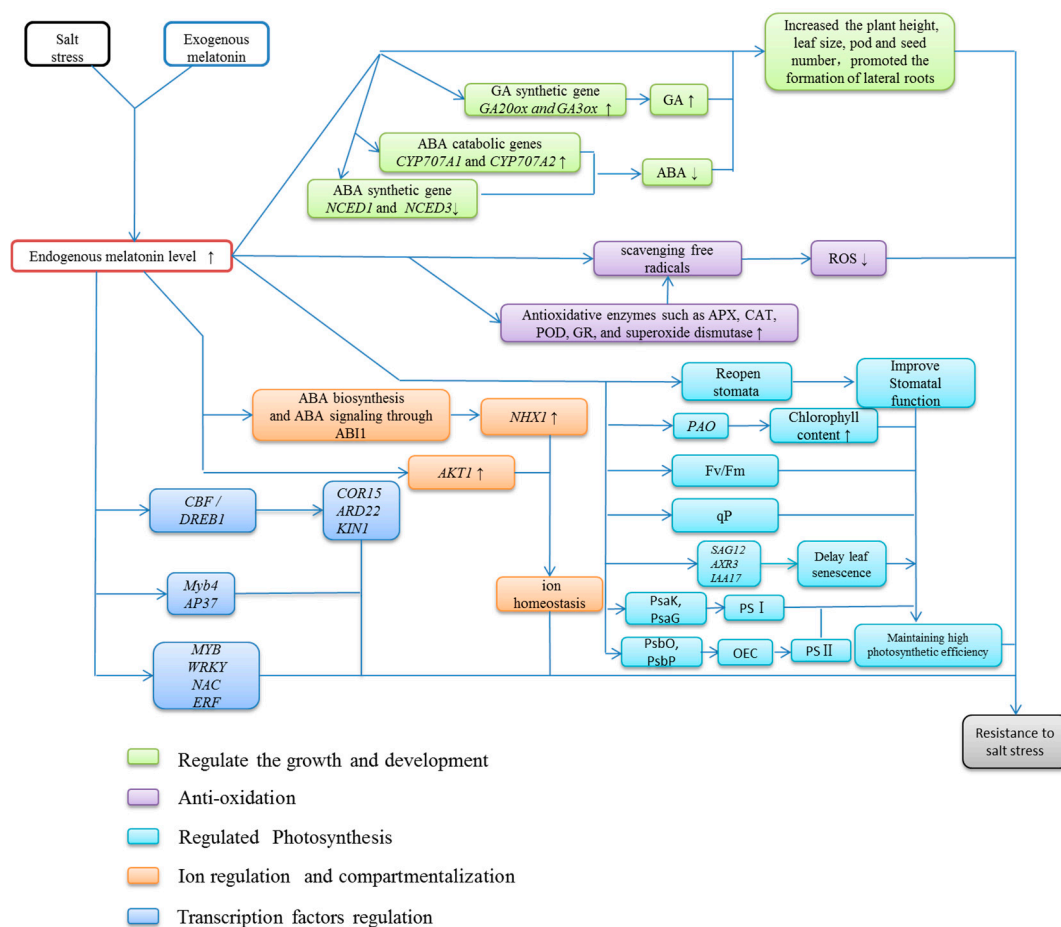 Salt
stress
Exogenous
melatonin
Increased the plant height,
leaf size, pod and seed
number, promoted the
formation of lateral roots
GA synthetic gene
GA20ox and GA3ox ↑
GA ↑
ABA catabolic genes
CYP707A1 and CYP707A2 ↑
ABA ↓
ABA synthetic gene
NCED1 and NCED3↓
Endogenous melatonin level ↑
scavenging free
radicals
ROS ↓
Antioxidative enzymes such as APX, CAT,
POD, GR, and superoxide dismutase ↑
Reopen
stomata
Improve
Stomatal
function
ABA biosynthesis
and ABA signaling through
ABI1
NHX1 ↑
PAO
Chlorophyll
content ↑
AKT1 ↑
Fv/Fm
CBF /
DREB1
COR15
ARD22
KIN1
qP
SAG12
AXR3
IAA17
Delay leaf
senescence
Myb4
AP37
ion
homeostasis
PsaK,
PsaG
PS Ⅰ
PsbO,
PsbP
OEC
PS Ⅱ
Maintaining high
photosynthetic efficiency
MYB
WRKY
NAC
ERF
Resistance to
salt stress
Regulate the growth and development
Anti-oxidation
Regulated Photosynthesis
Ion regulation and compartmentalization
Transcription factors regulation